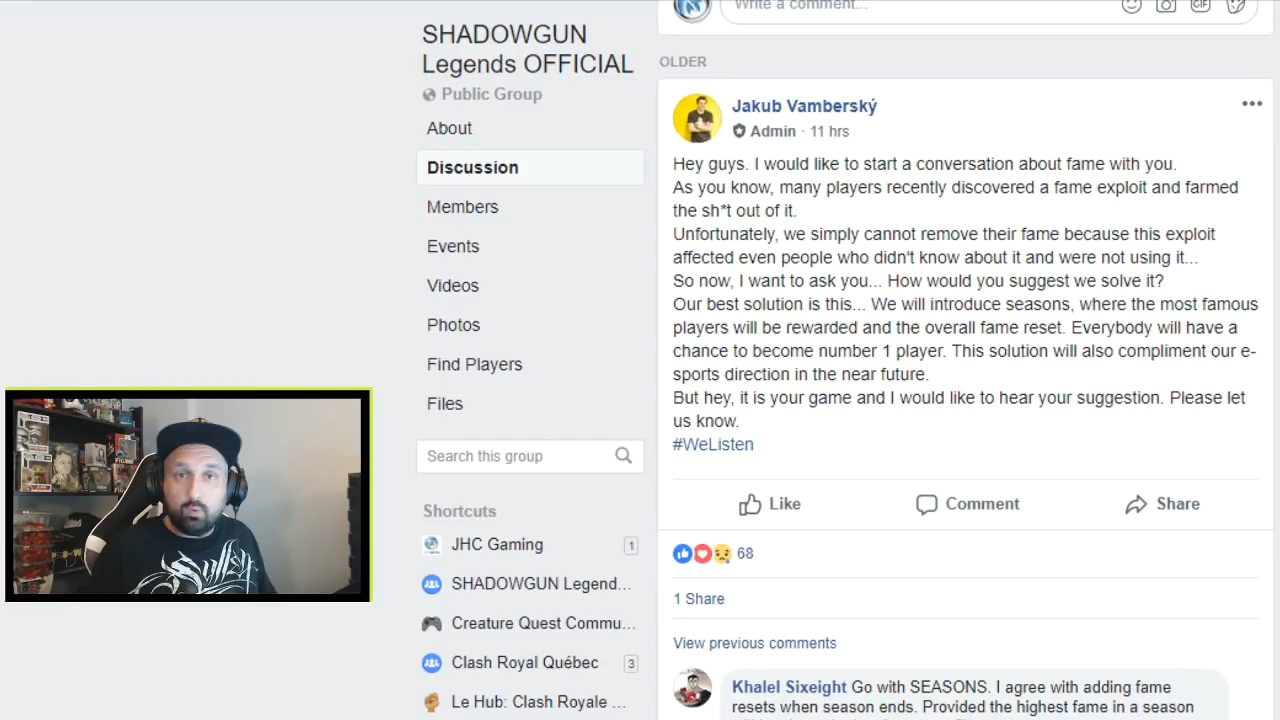 Write a comment...
SHADOWGUN
Legends OFFICIAL
Public Group
About
Discussion
Members
Events
Videos
Photos
Find Players
Files
Search this group
Shortcuts
JHC Gaming 1
SHADOWGUN Legend...
Creature Quest Commu...
Clash Royal Québec 3
Le Hub: Clash Royale ...
OLDER
Jakub Vamberský
Admin · 11 hrs
Hey guys. I would like to start a conversation about fame with you.
As you know, many players recently discovered a fame exploit and farmed
the sh*t out of it.
Unfortunately, we simply cannot remove their fame because this exploit
affected even people who didn't know about it and were not using it...
So now, I want to ask you... How would you suggest we solve it?
Our best solution is this... We will introduce seasons, where the most famous
players will be rewarded and the overall fame reset. Everybody will have a
chance to become number 1 player. This solution will also compliment our e-
sports direction in the near future.
But hey, it is your game and I would like to hear your suggestion. Please let
us know.
#WeListen
Like Comment Share
68
1 Share
View previous comments
Khalel Sixeight Go with SEASONS. I agree with adding fame
resets when season ends. Provided the highest fame in a season